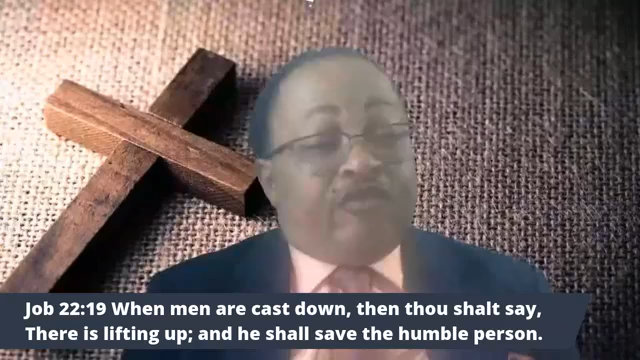 Job 22:19 When men are cast down, then thou shalt say,
There is lifting up; and he shall save the humble person.